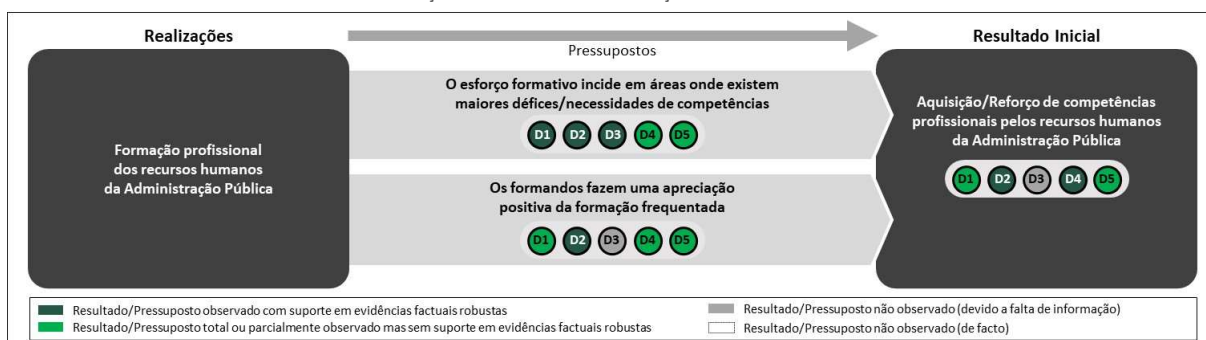 Realizações
Pressupostos
Resultado Inicial
O esforço formativo incide em áreas onde existem
maiores défices/necessidades de competências
D1 D2 D3 D4 D5
Formação profissional
dos recursos humanos
da Administração Pública
Os formandos fazem uma apreciação
positiva da formação frequentada
D1 D2 D3 D4 D5
Aquisição/Reforço de competências
profissionais pelos recursos humanos
da Administração Pública
D1 D2 D3 D4 D5
Resultado/Pressuposto observado com suporte em evidências factuais robustas
Resultado/Pressuposto total ou parcialmente observado mas sem suporte em evidências factuais robustas
Resultado/Pressuposto não observado (devido a falta de informação)
Resultado/Pressuposto não observado (de facto)